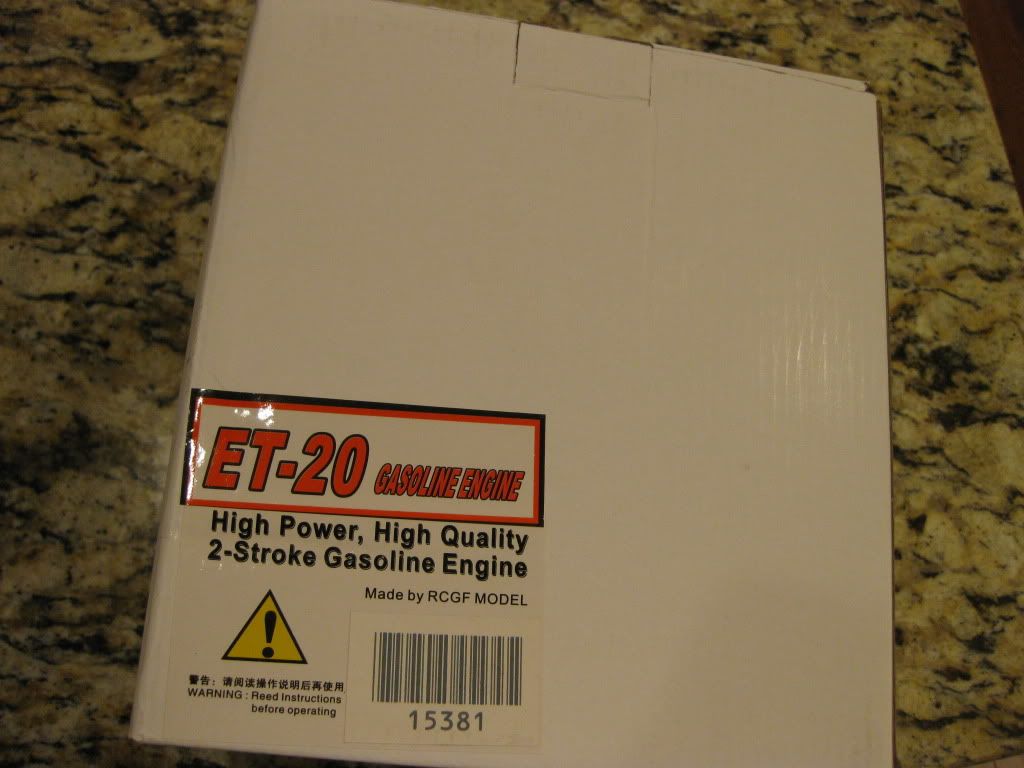 ET-20 GASOLINE ENGINE
High Power, High Quality
2-Stroke Gasoline Engine
Made by RCGF MODEL
警告：请阅读操作说明后再使用
WARNING : Reed Instructions
before operating
15381